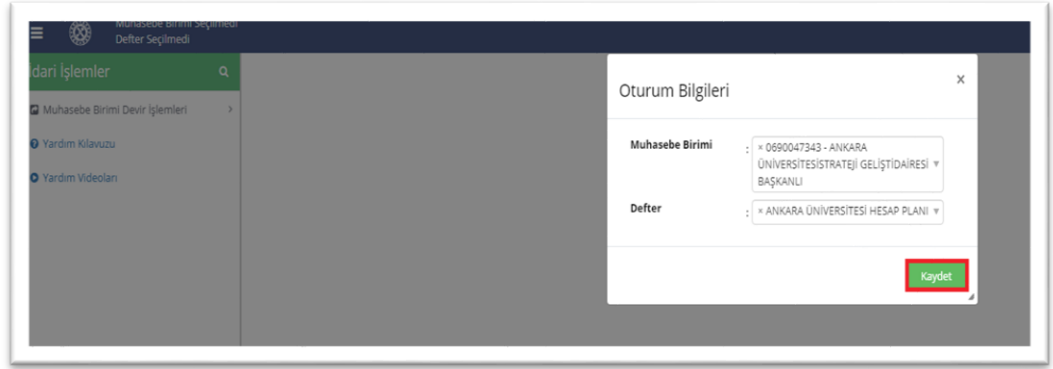 Muhasebe Birimi Seçilmedi
Defter Seçilmedi
İdari İşlemler
Muhasebe Birimi Devir İşlemleri
Yardım Kılavuzu
Yardım Videoları
Oturum Bilgileri
×
Muhasebe Birimi : × 0690047343 - ANKARA
ÜNİVERSİTESİSTRATEJİ GELİŞTİDAİRESİ
BAŞKANLI
Defter : × ANKARA ÜNİVERSİTESİ HESAP PLANI
Kaydet